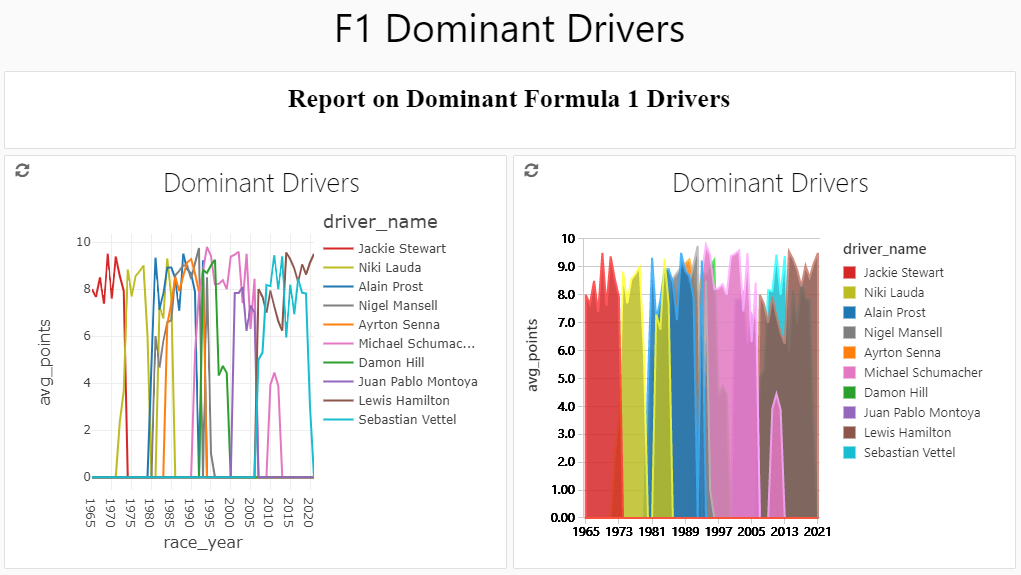 F1 Dominant Drivers
Report on Dominant Formula 1 Drivers
Dominant Drivers
driver_name
Jackie Stewart
Niki Lauda
Alain Prost
Nigel Mansell
Ayrton Senna
Michael Schumac...
Damon Hill
Juan Pablo Montoya
Lewis Hamilton
Sebastian Vettel
avg_points
10
8
6
4
2
0
1965
1970
1975
1980
1985
1990
1995
2000
2005
2010
2015
2020
race_year
Dominant Drivers
avg_points
10
9.0
8.0
7.0
6.0
5.0
4.0
3.0
2.0
1.00
0.00
1965 1973 1981 1989 1997 2005 2013 2021
driver_name
Jackie Stewart
Niki Lauda
Alain Prost
Nigel Mansell
Ayrton Senna
Michael Schumacher
Damon Hill
Juan Pablo Montoya
Lewis Hamilton
Sebastian Vettel